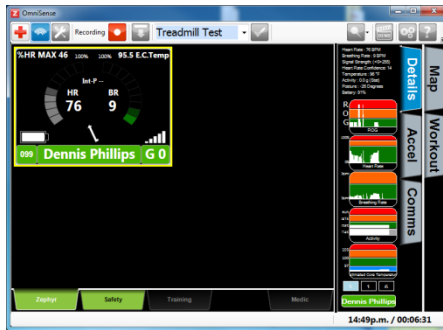 OmniSense
Recording
Treadmill Test
%HR MAX 46 100% 100% 95.5 E.C.Temp
Int-P --
HR BR
76 9
099 Dennis Phillips G 0
Heart Rate: 76 BPM
Breathing Rate: 9 BPM
Signal Strength: (+0+255)
Heart Rate Confidence: 14
Temperature: 96 °F
Activity: 0.0 g (Stat)
Posture: -26 Degrees
Battery: 91%
R
O
G
ROG
Heart Rate
Breathing Rate
Activity
Estimated Core Temperature
1 6
Dennis Phillips
Details
Accel
Comms
Map
Workout
Zephyr Safety Training Medic
14:49p.m. / 00:06:31